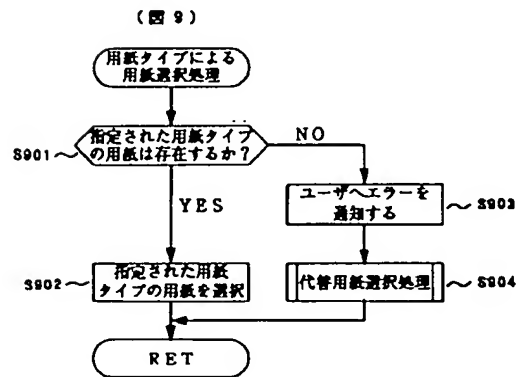 (図 9)
用紙タイプによる
用紙選択処理
指定された用紙タイプ
の用紙は存在するか?
S901
NO
YES
ユーザへエラーを
通知する
S903
指定された用紙
タイプの用紙を選択
S902
代替用紙選択処理
S904
RET